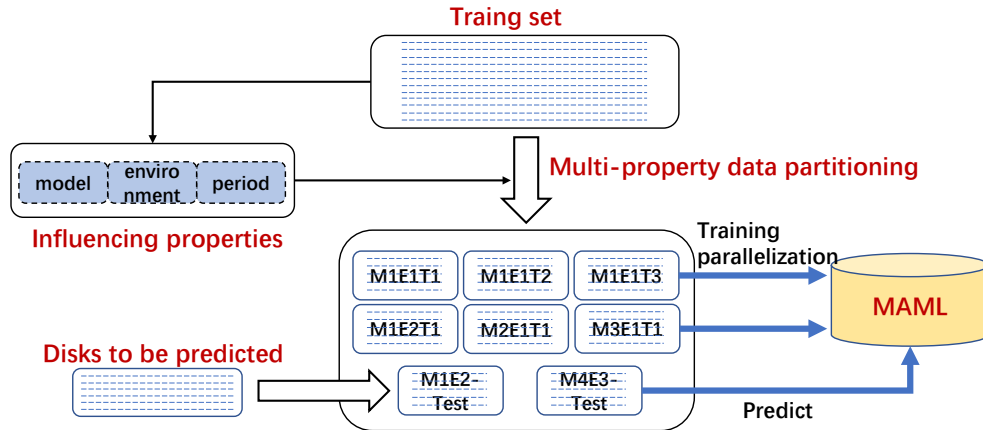 Traing set
model
enviro
nment
period
Multi-property data partitioning
Influencing properties
Training
parallelization
M1E1T1
M1E1T2
M1E1T3
MAML
M1E2T1
M2E1T1
M3E1T1
Disks to be predicted
M1E2-
Test
M4E3-
Test
Predict